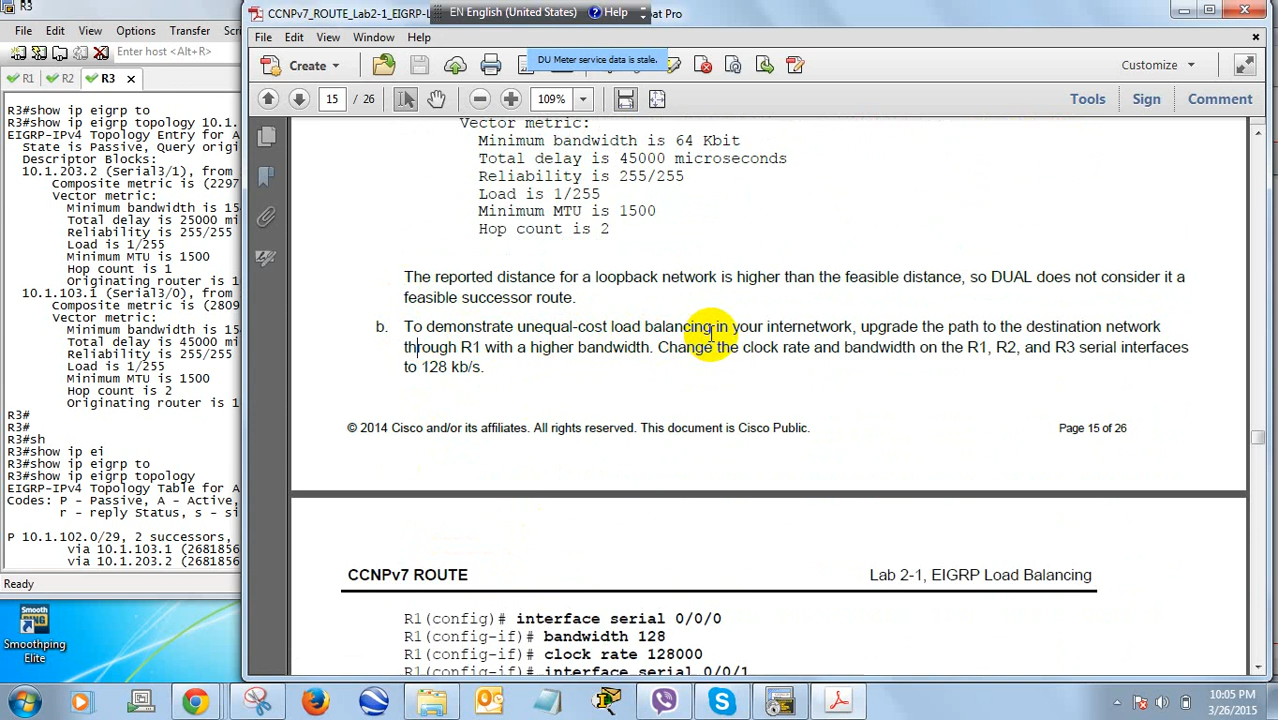 R3
File Edit View Options Transfer
Enter host <Alt+R>
R1 R2 R3
R3#show ip eigrp to
R3#show ip eigrp topology 10.1.
EIGRP-IPv4 Topology Entry for A
State is Passive, Query origi
Descriptor Blocks:
10.1.203.2 (Serial3/1), from
Composite metric is (2297
Vector metric:
Minimum bandwidth is 15
Total delay is 25000 mi
Reliability is 255/255
Load is 1/255
Minimum MTU is 1500
Hop count is 1
Originating router is 1
10.1.103.1 (Serial3/0), from
Composite metric is (2809
Vector metric:
Minimum bandwidth is 15
Total delay is 45000 mi
Reliability is 255/255
Load is 1/255
Minimum MTU is 1500
Hop count is 2
Originating router is 1
R3#
R3#
R3#sh
R3#show ip ei
R3#show ip eigrp to
R3#show ip eigrp topology
EIGRP-IPv4 Topology Table for A
Codes: P - Passive, A - Active,
r - reply Status, s - si
P 10.1.102.0/29, 2 successors,
via 10.1.103.1 (2681856
via 10.1.203.2 (2681856
Ready
Smooth
PING
Smoothping
Elite
CCNPv7_ROUTE_Lab2-1_EIGRP-L
EN English (United States)
Help
at Pro
File Edit View Window Help
DU Meter service data is stale.
Create
Customize
15 / 26
109%
Tools Sign Comment
Vector metric:
Minimum bandwidth is 64 Kbit
Total delay is 45000 microseconds
Reliability is 255/255
Load is 1/255
Minimum MTU is 1500
Hop count is 2
The reported distance for a loopback network is higher than the feasible distance, so DUAL does not consider it a
feasible successor route.
b. To demonstrate unequal-cost load balancing in your internetwork, upgrade the path to the destination network
through R1 with a higher bandwidth. Change the clock rate and bandwidth on the R1, R2, and R3 serial interfaces
to 128 kb/s.
© 2014 Cisco and/or its affiliates. All rights reserved. This document is Cisco Public. Page 15 of 26
CCNPv7 ROUTE Lab 2-1, EIGRP Load Balancing
R1(config)# interface serial 0/0/0
R1(config-if)# bandwidth 128
R1(config-if)# clock rate 128000
R1(config-if)# interface serial 0/0/1
10:05 PM
3/26/2015